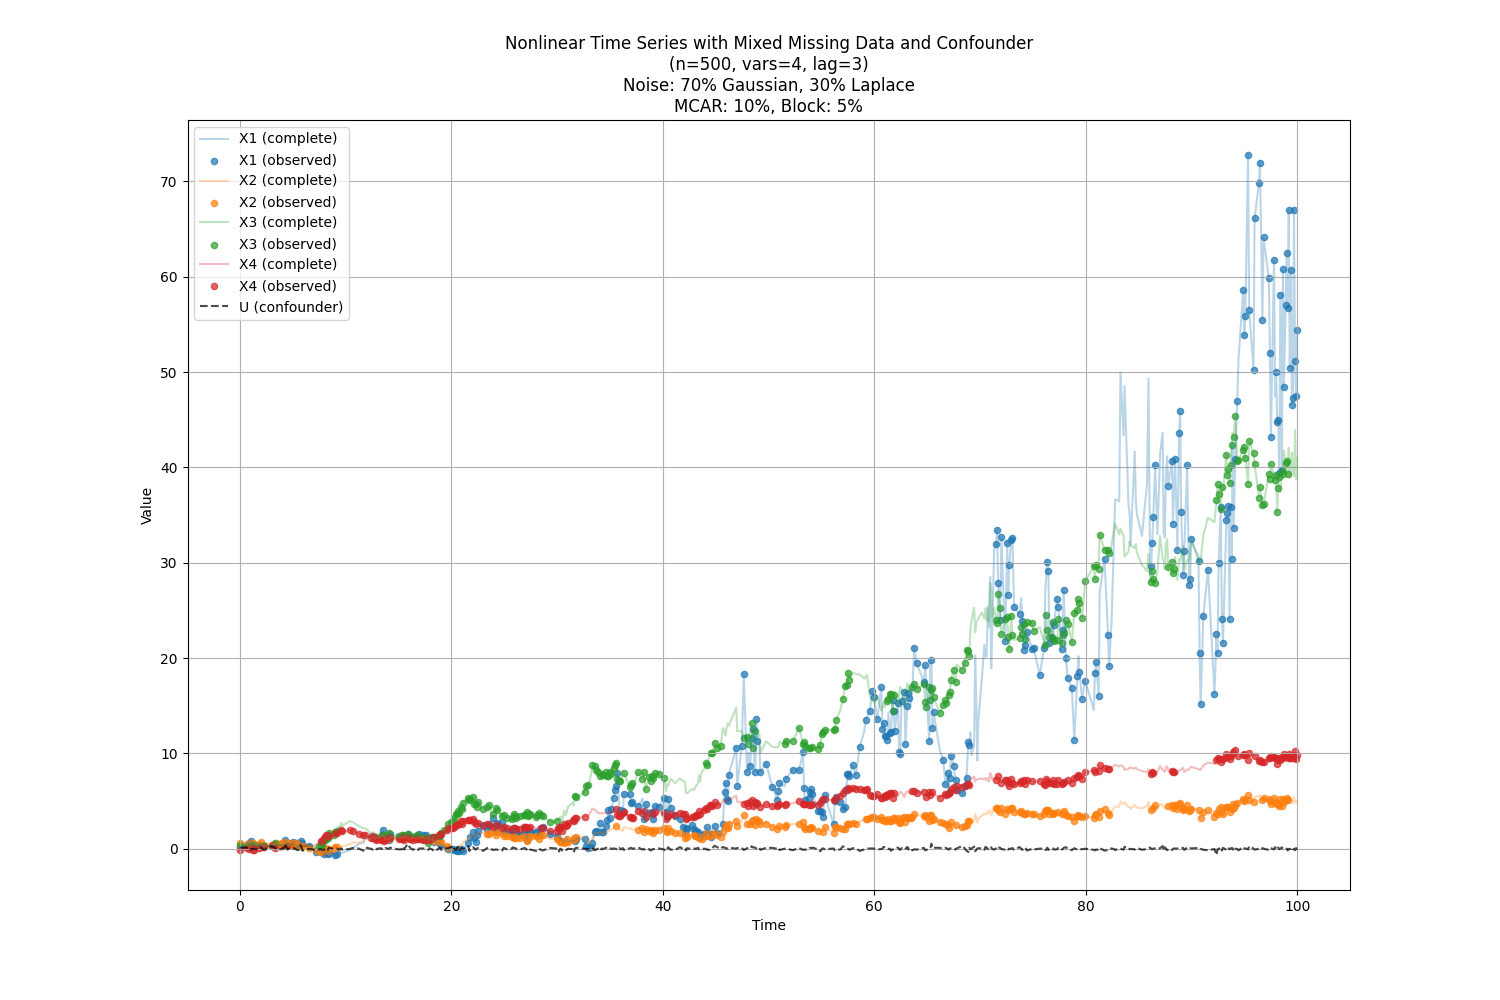 Nonlinear Time Series with Mixed Missing Data and Confounder
(n=500, vars=4, lag=3)
Noise: 70% Gaussian, 30% Laplace
MCAR: 10%, Block: 5%
X1 (complete)
X1 (observed)
X2 (complete)
X2 (observed)
X3 (complete)
X3 (observed)
X4 (complete)
X4 (observed)
U (confounder)
Value
70
60
50
40
30
20
10
0
0 20 40 60 80 100
Time